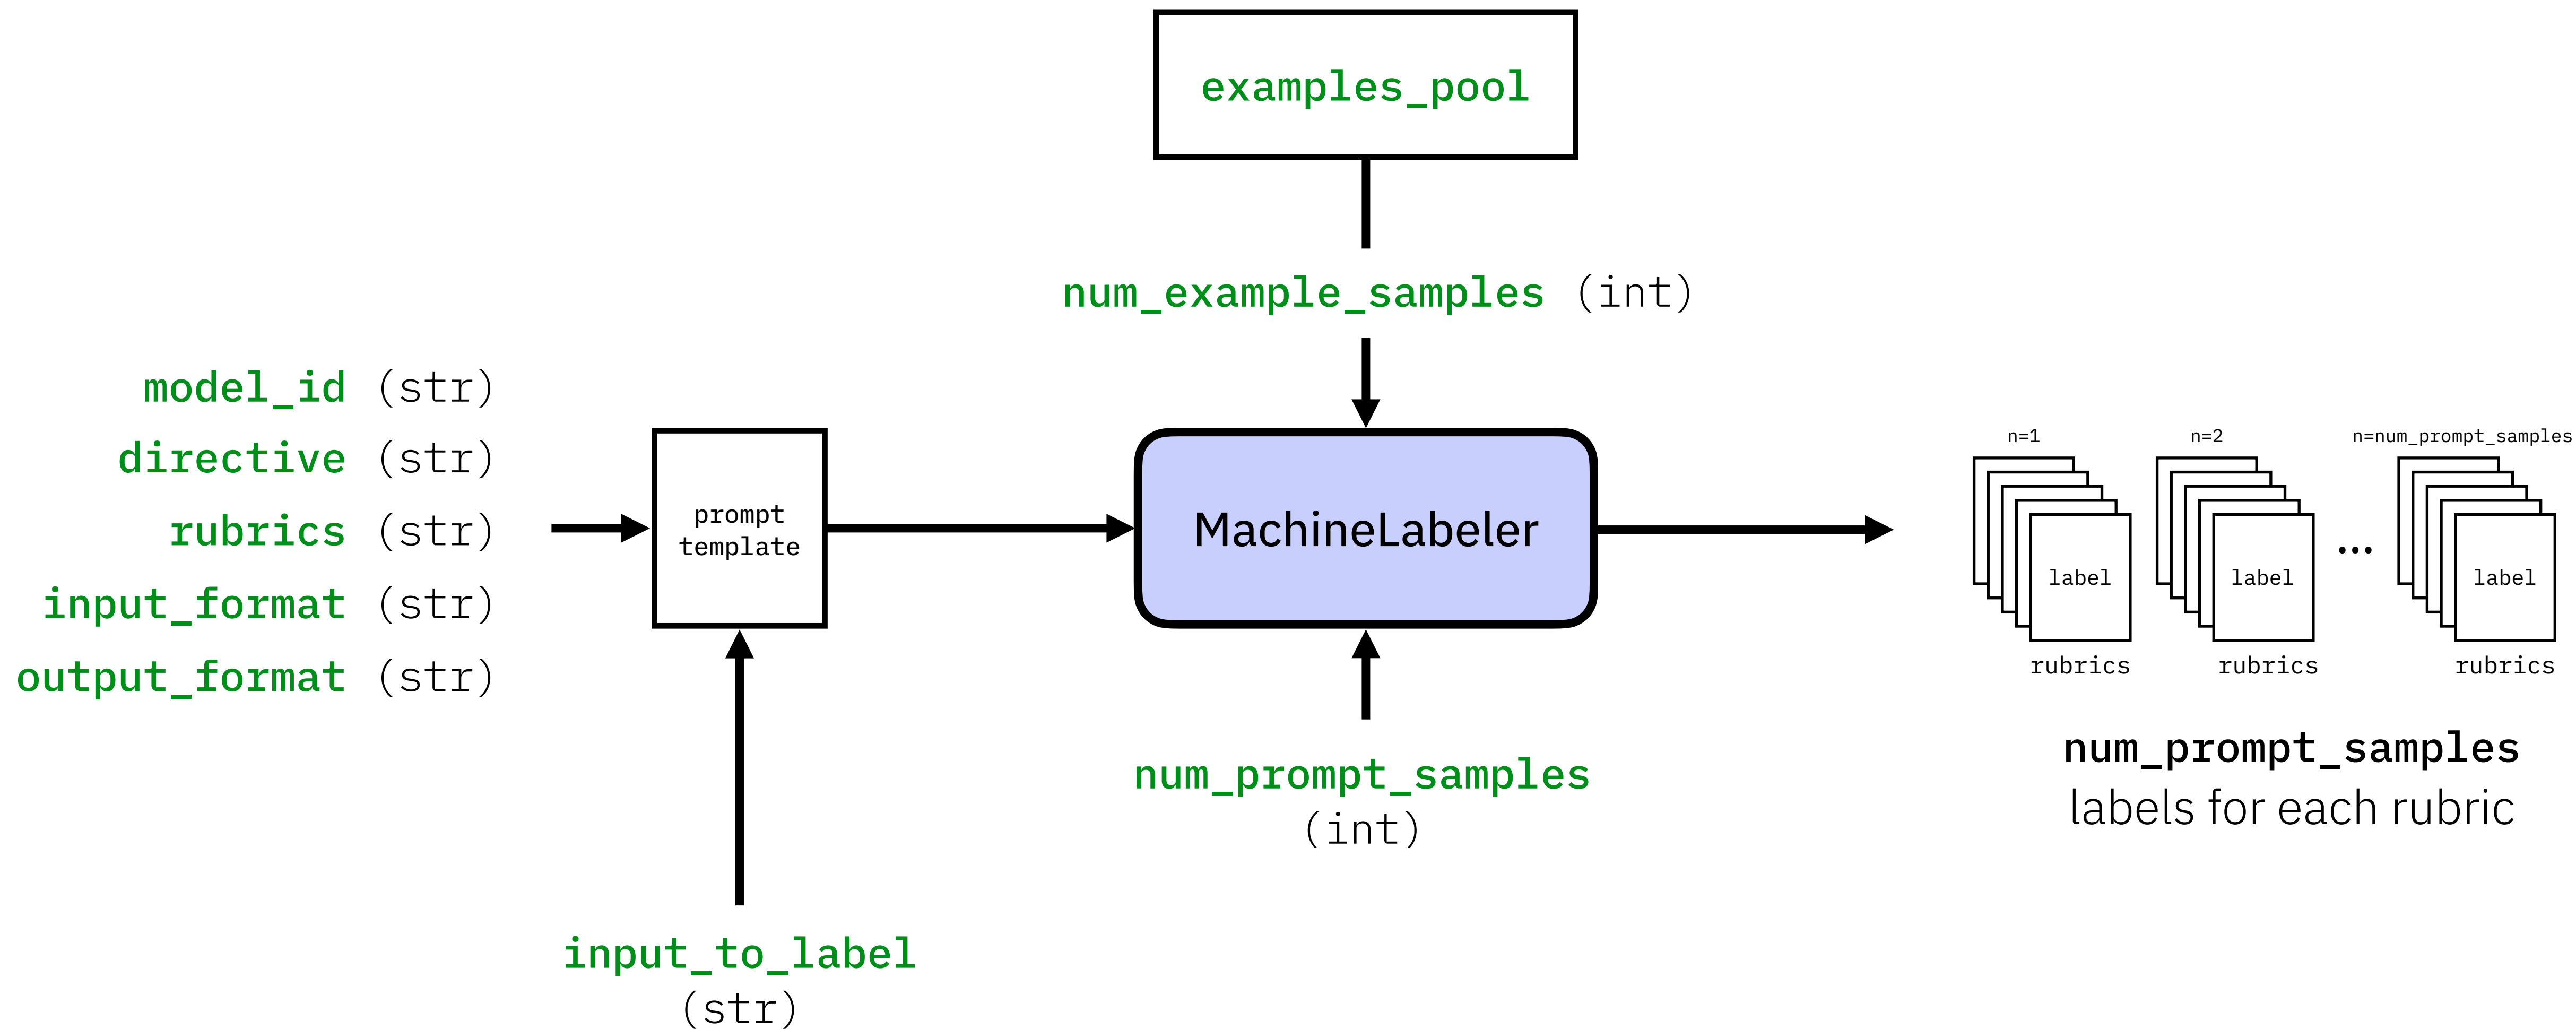 examples_pool
num_example_samples (int)
model_id (str)
directive (str)
rubrics (str)
input_format (str)
output_format (str)
prompt
template
input_to_label
(str)
MachineLabeler
num_prompt_samples
(int)
n=1
n=2
n=num_prompt_samples
label
label
...
label
rubrics
rubrics
rubrics
num_prompt_samples
labels for each rubric